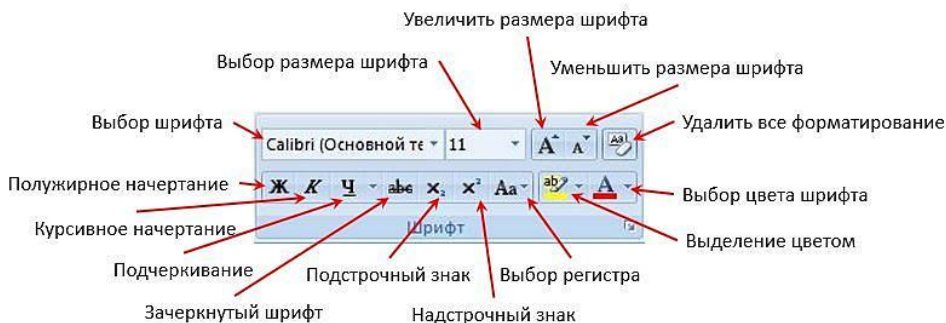 Увеличить размера шрифта
Выбор размера шрифта
Уменьшить размера шрифта
Выбор шрифта
Удалить все форматирование
Calibri (Основной те
11
А А
Aa
Полужирное начертание
Ж К Ч abc x₂ x² Aa ab А
Выбор цвета шрифта
Курсивное начертание
Шрифт
Выделение цветом
Подчеркивание
Подстрочный знак
Выбор регистра
Зачеркнутый шрифт
Надстрочный знак